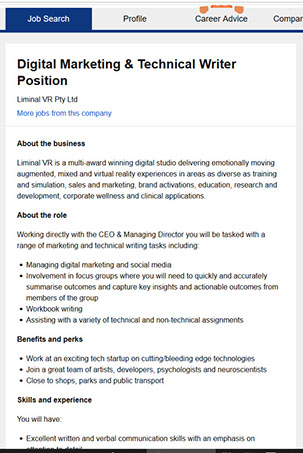 Job Search Profile Career Advice Compan
Digital Marketing & Technical Writer
Position
Liminal VR Pty Ltd
More jobs from this company
About the business
Liminal VR is a multi-award winning digital studio delivering emotionally moving
augmented, mixed and virtual reality experiences in areas as diverse as training
and simulation, sales and marketing, brand activations, education, research and
development, corporate wellness and clinical applications.
About the role
Working directly with the CEO & Managing Director you will be tasked with a
range of marketing and technical writing tasks including:
• Managing digital marketing and social media
• Involvement in focus groups where you will need to quickly and accurately
summarise outcomes and capture key insights and actionable outcomes from
members of the group
• Workbook writing
• Assisting with a variety of technical and non-technical assignments
Benefits and perks
• Work at an exciting tech startup on cutting/bleeding edge technologies
• Join a great team of artists, developers, psychologists and neuroscientists
• Close to shops, parks and public transport
Skills and experience
You will have:
• Excellent written and verbal communication skills with an emphasis on
attention to detail